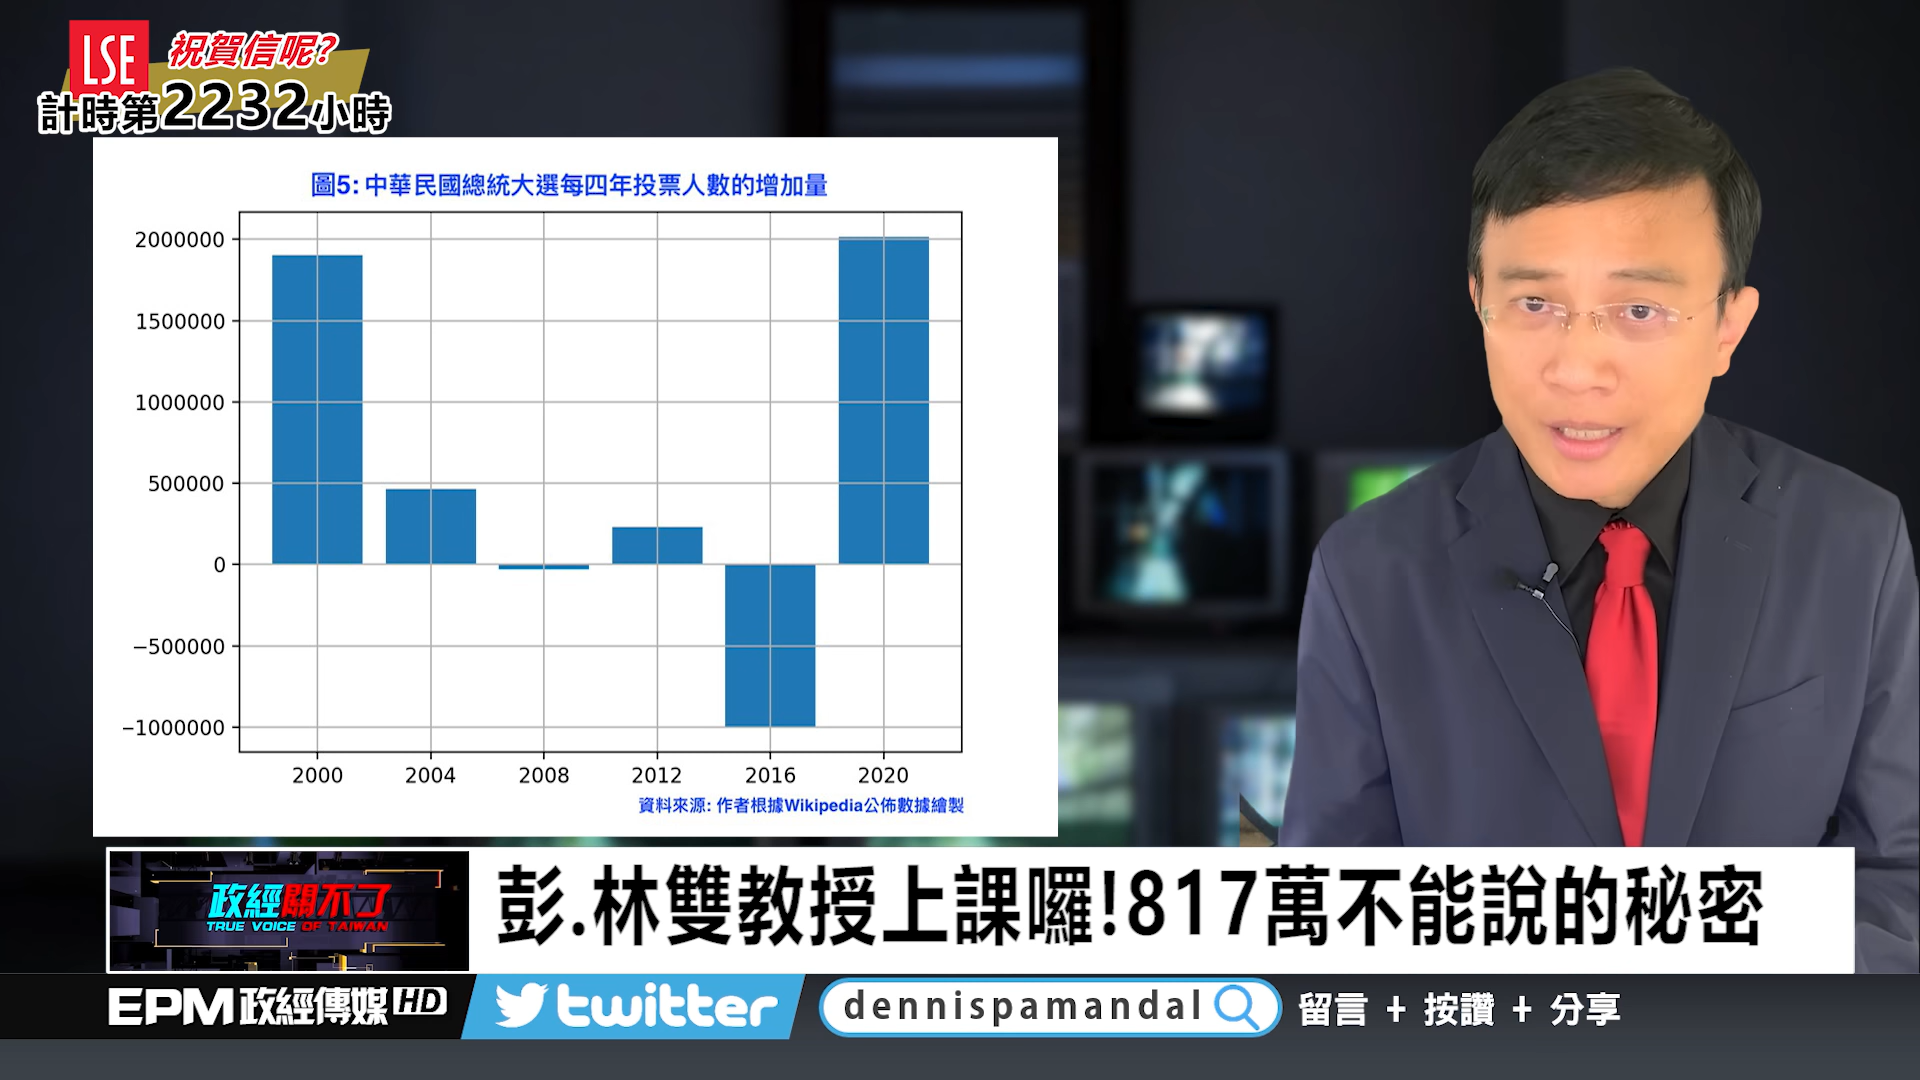 LSE
祝賀信呢?
計時第2232小時
圖5: 中華民國總統大選每四年投票人數的增加量
2000000
1500000
1000000
500000
0
−500000
−1000000
2000 2004 2008 2012 2016 2020
資料來源: 作者根據Wikipedia公佈數據繪製
政經關不了
TRUE VOICE OF TAIWAN
彭.林雙教授上課囉!817萬不能說的秘密
EPM政經傳媒HD
twitter
dennispamandal
留言 + 按讚 + 分享